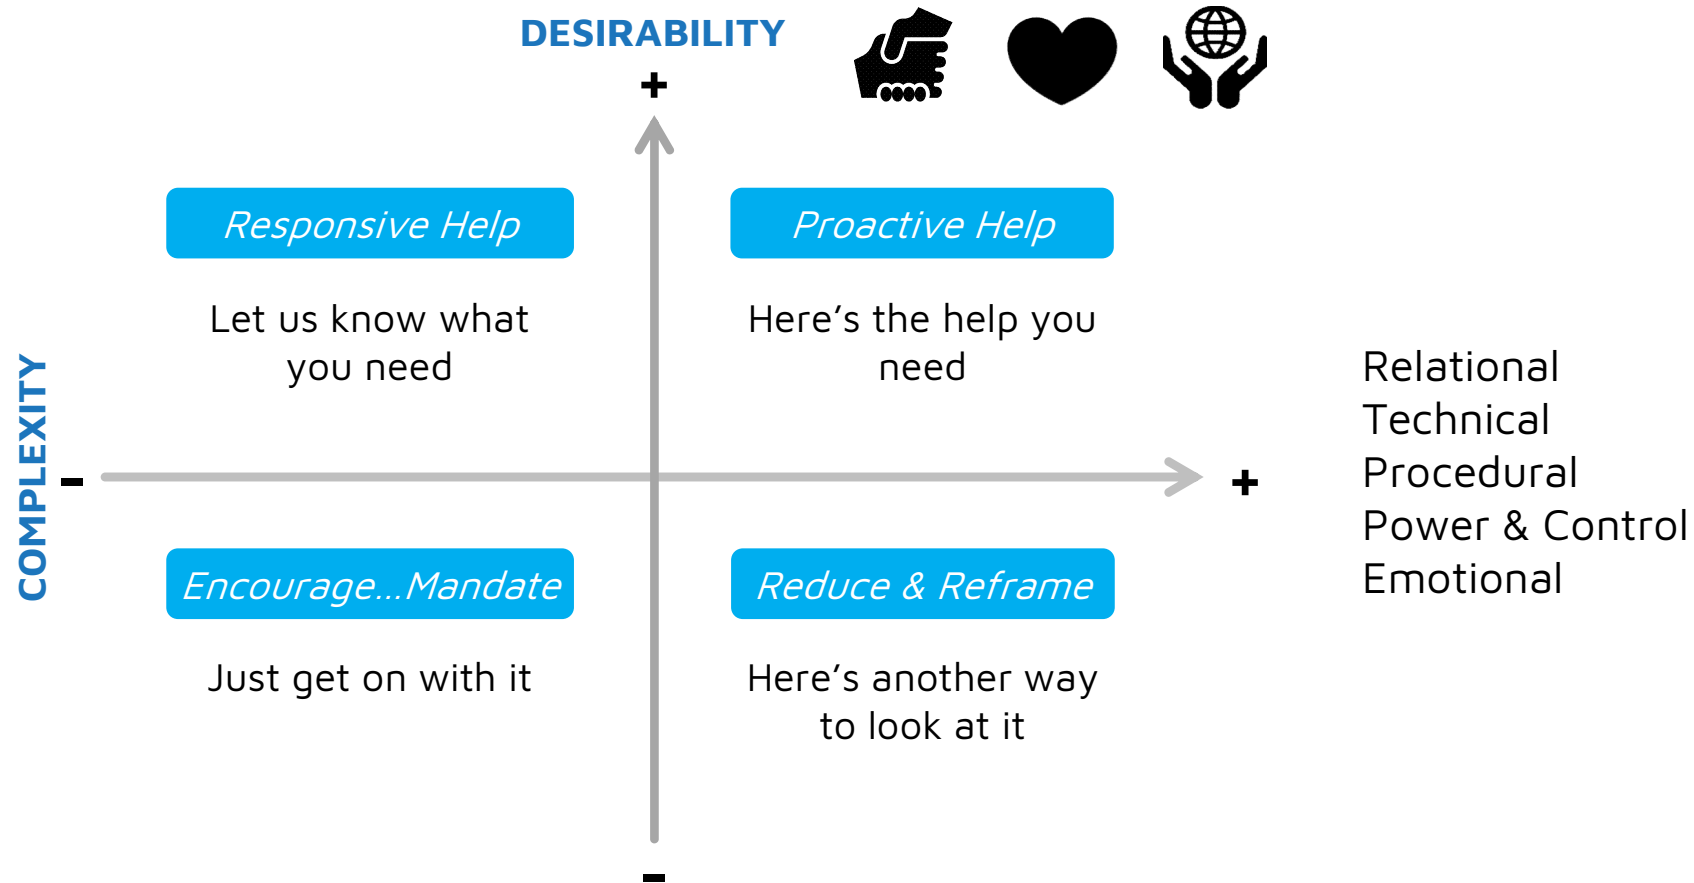 DESIRABILITY
+
Responsive Help
Proactive Help
Let us know what
you need
Here's the help you
need
COMPLEXITY
-
+
Relational
Technical
Procedural
Power & Control
Emotional
Encourage...Mandate
Reduce & Reframe
Just get on with it
Here's another way
to look at it
-